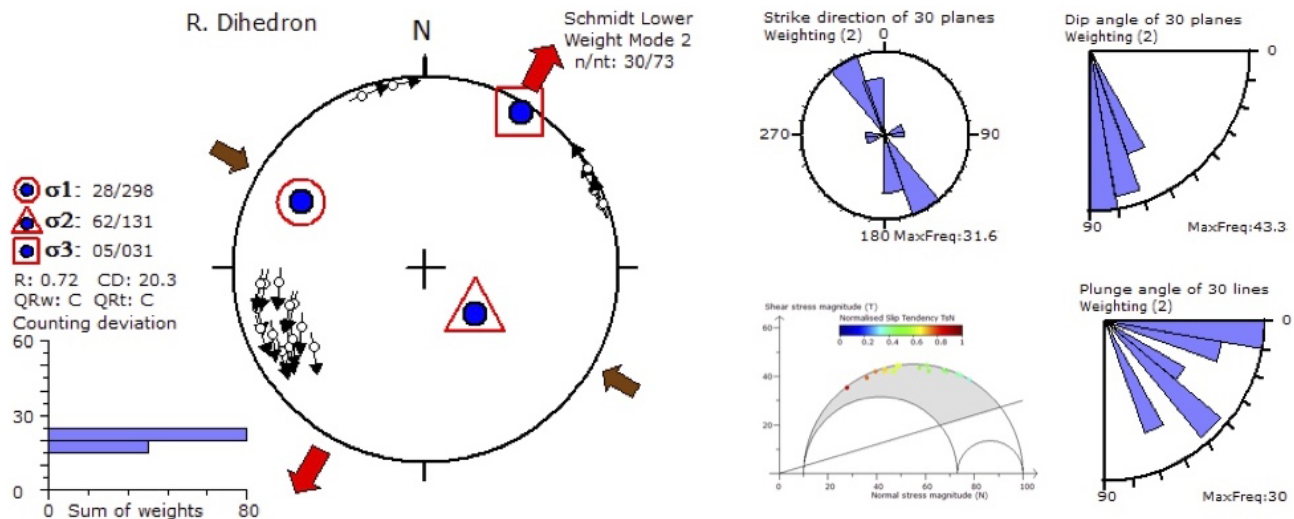 R. Dihedron
N
Schmidt Lower
Weight Mode 2
n/nt: 30/73
σ1: 28/298
σ2: 62/131
σ3: 05/031
R: 0.72 CD: 20.3
QRw: C QRt: C
Counting deviation
60
30
0
0 Sum of weights 80
Strike direction of 30 planes
Weighting (2)
0
270
90
180 MaxFreq:31.6
Dip angle of 30 planes
Weighting (2)
0
90
MaxFreq:43.3
Shear stress magnitude (T)
Normalised Slip Tendency TsN
0 0.2 0.4 0.6 0.8 1
60
40
20
0 20 40 60 80 100
Normal stress magnitude (N)
Plunge angle of 30 lines
Weighting (2)
0
90
MaxFreq:30